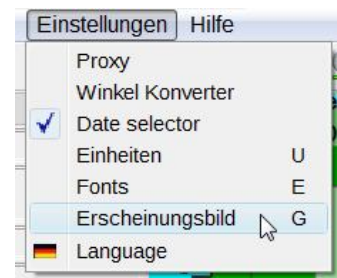 Einstellungen Hilfe
Proxy
Winkel Konverter
Date selector
Einheiten U
Fonts E
Erscheinungsbild G
Language